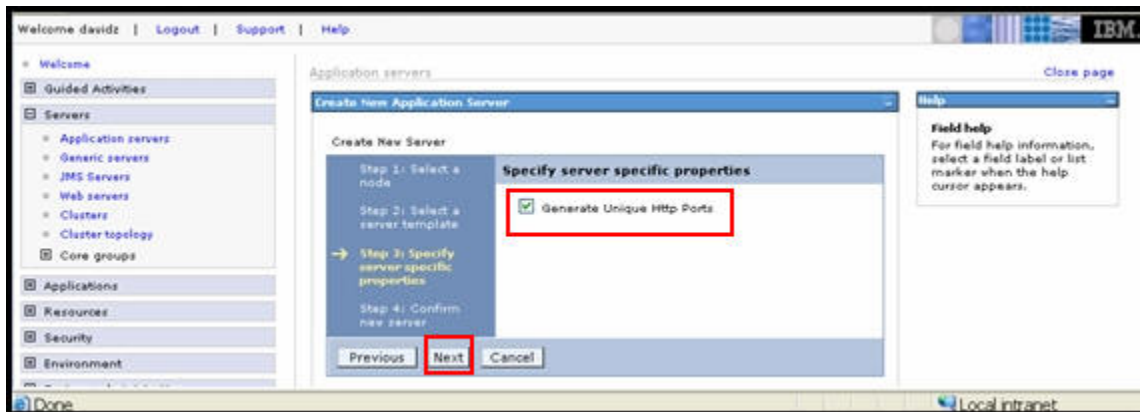 Welcome davidz | Logout | Support | Help
IBM.
Welcome
Guided Activities
Servers
Application servers
Generic servers
JMS Servers
Web servers
Clusters
Cluster topology
Core groups
Applications
Resources
Security
Environment
Application servers
Close page
Create New Application Server
Create New Server
Step 1: Select a
node
Step 2: Select a
server template
Step 3: Specify
server specific
properties
Step 4: Confirm
new server
Specify server specific properties
Generate Unique Http Ports
Previous
Next
Cancel
Help
Field help
For field help information,
select a field label or list
marker when the help
cursor appears.
Done
Local intranet